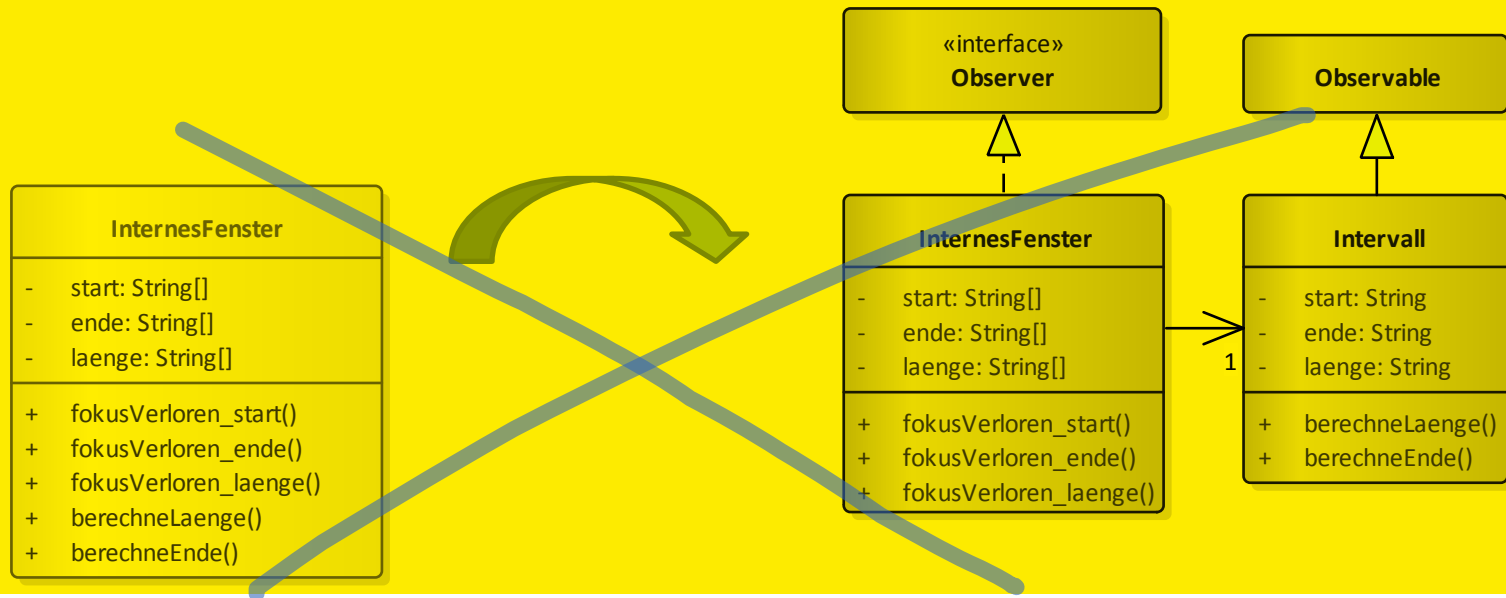 InternesFenster
- start: String[]
- ende: String[]
- laenge: String[]
+ fokusVerloren_start()
+ fokusVerloren_ende()
+ fokusVerloren_laenge()
+ berechneLaenge()
+ berechneEnde()
«interface»
Observer
Observable
InternesFenster
- start: String[]
- ende: String[]
- laenge: String[]
+ fokusVerloren_start()
+ fokusVerloren_ende()
+ fokusVerloren_laenge()
1
Intervall
- start: String
- ende: String
- laenge: String
+ berechneLaenge()
+ berechneEnde()